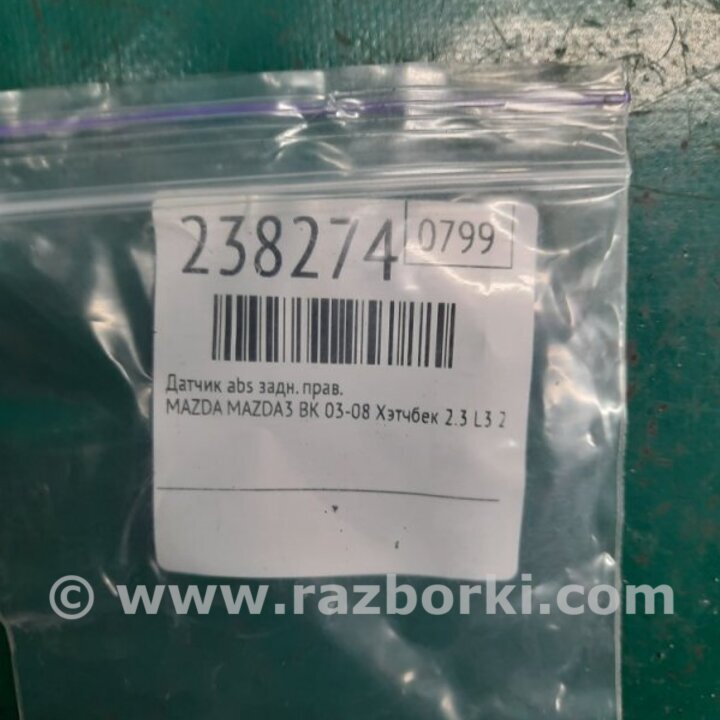 238274 0799
Датчик abs задн. прав.
MAZDA MAZDA3 BK 03-08 Хэтчбек 2.3 L3 2
© www.razborki.com